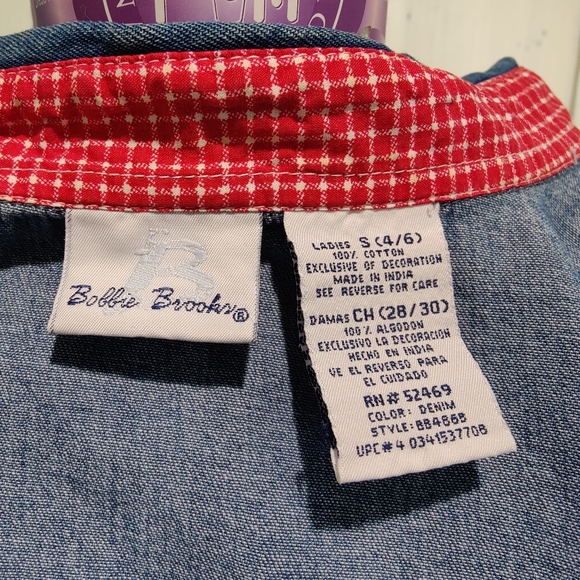 Bobbie Brooks®
LADIES S (4/6)
100% COTTON
EXCLUSIVE OF DECORATION
MADE IN INDIA
SEE REVERSE FOR CARE
DAMAS CH (28/30)
100% ALGODON
EXCLUSIVO LA DECORACION
HECHO EN INDIA
VE EL REVERSO PARA
EL CUIDADO
RN# 52469
COLOR: DENIM
STYLE: BB486B
UPC# 4 0341537708